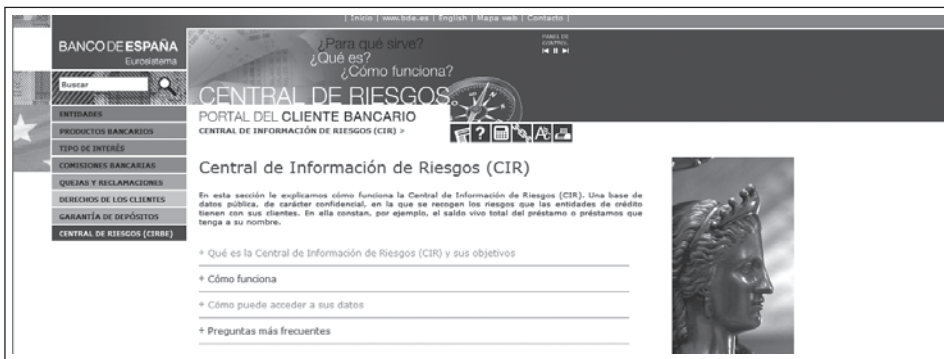 | Inicio | www.bde.es | English | Mapa web | Contacto |
BANCO DE ESPAÑA
Eurosistema
Buscar
¿Para qué sirve?
¿Qué es?
¿Cómo funciona?
PANEL DE
CONTROL
CENTRAL DE RIESGOS
PORTAL DEL CLIENTE BANCARIO
CENTRAL DE INFORMACIÓN DE RIESGOS (CIR) >
ENTIDADES
PRODUCTOS BANCARIOS
TIPO DE INTERÉS
COMISIONES BANCARIAS
QUEJAS Y RECLAMACIONES
DERECHOS DE LOS CLIENTES
GARANTÍA DE DEPÓSITOS
CENTRAL DE RIESGOS (CIRBE)
Central de Información de Riesgos (CIR)
En esta sección le explicamos cómo funciona la Central de Información de Riesgos (CIR). Una base de
datos pública, de carácter confidencial, en la que se recogen los riesgos que las entidades de crédito
tienen con sus clientes. En ella constan, por ejemplo, el saldo vivo total del préstamo o préstamos que
tenga a su nombre.
+ Qué es la Central de Información de Riesgos (CIR) y sus objetivos
+ Cómo funciona
+ Cómo puede acceder a sus datos
+ Preguntas más frecuentes